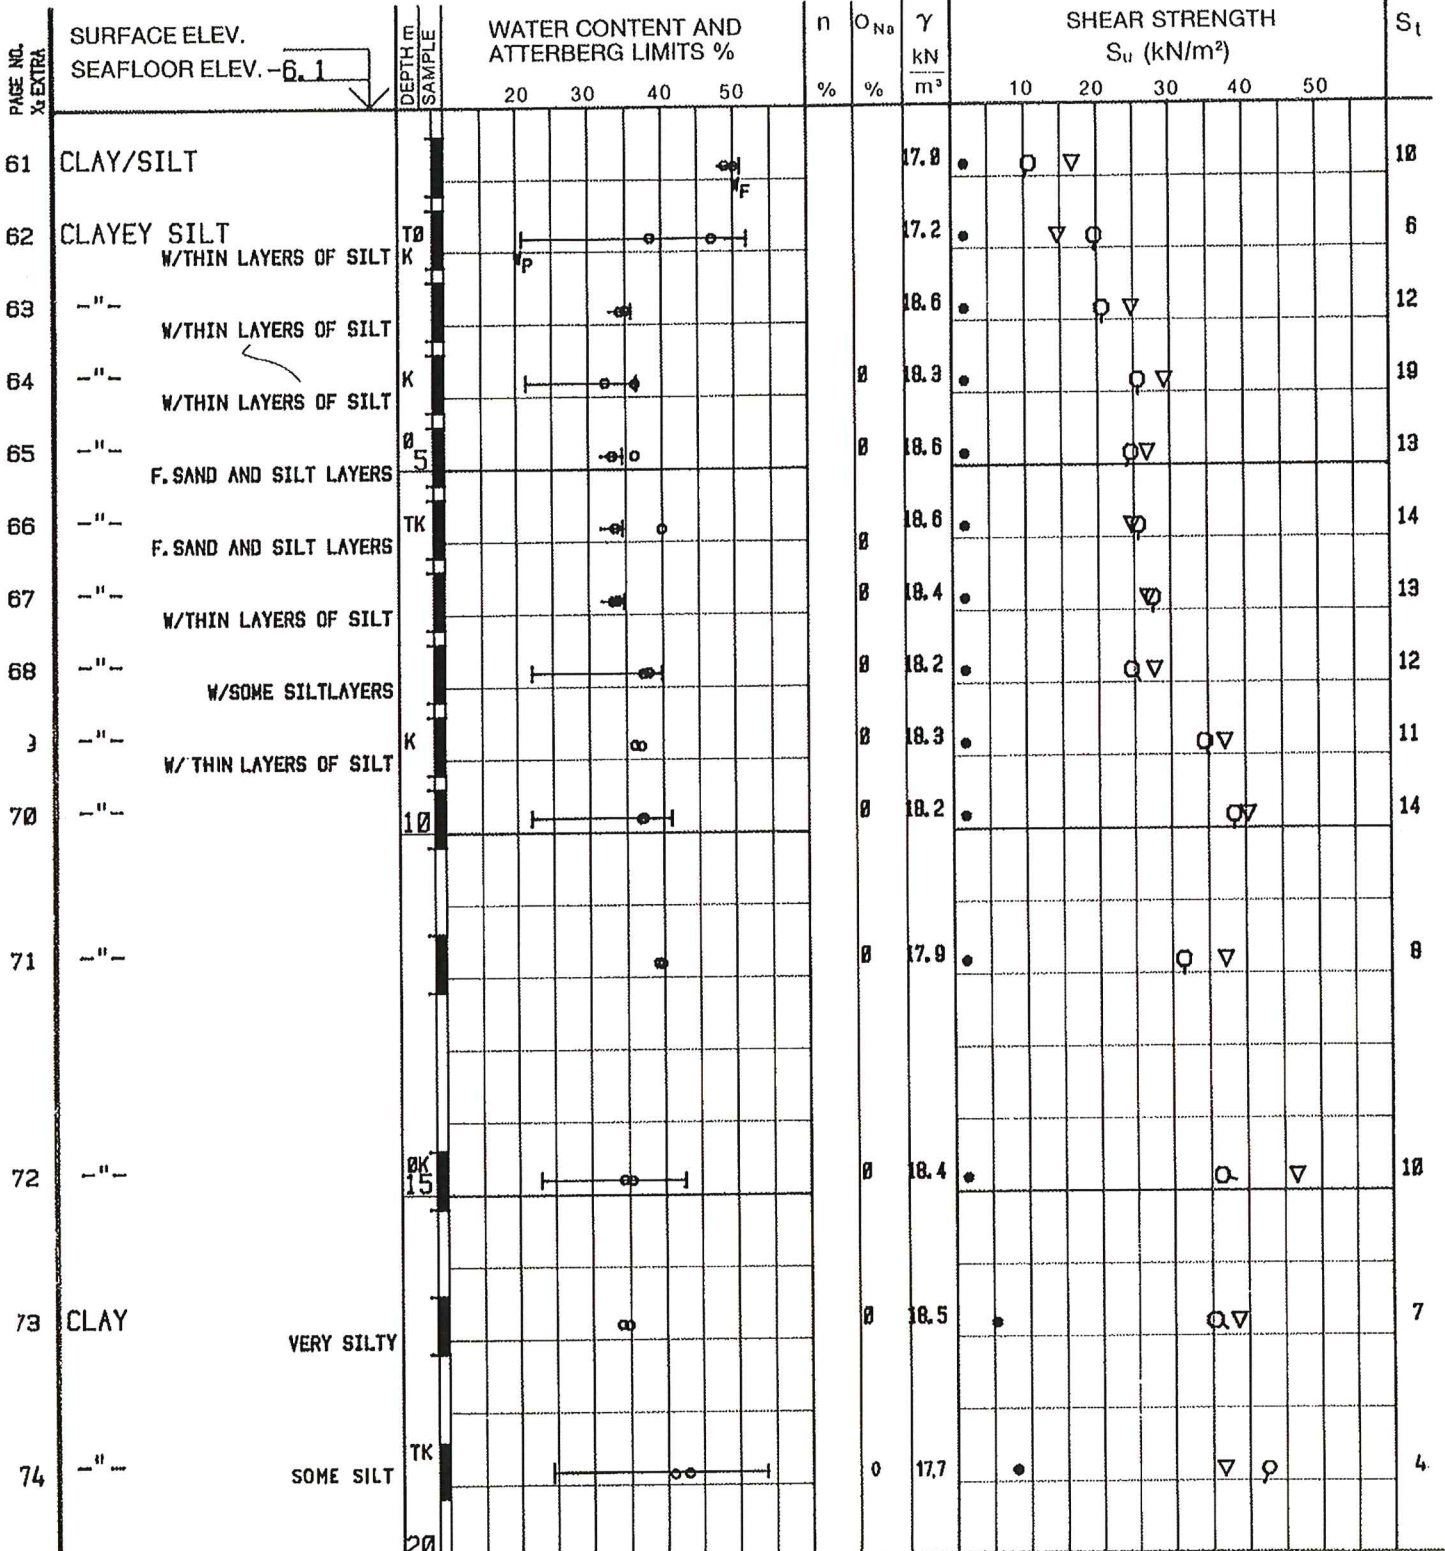 PAGE NO.
X: EXTRA
SURFACE ELEV.
SEAFLOOR ELEV. -6.1
DEPTH m
SAMPLE
WATER CONTENT AND
ATTERBERG LIMITS %
20 30 40 50
n
%
O Na
%
γ
kN
m³
SHEAR STRENGTH
Su (kN/m²)
10 20 30 40 50
St
61 CLAY/SILT 17.0 10
WF
62 CLAYEY SILT TØ 17.2 6
W/THIN LAYERS OF SILT K
WP
63 -"- 18.6 12
W/THIN LAYERS OF SILT
64 -"- K Ø 18.3 19
W/THIN LAYERS OF SILT
65 -"- Ø Ø 18.6 13
5
F.SAND AND SILT LAYERS
66 -"- TK Ø 18.6 14
F.SAND AND SILT LAYERS
67 -"- Ø 18.4 13
W/THIN LAYERS OF SILT
68 -"- Ø 18.2 12
W/SOME SILTLAYERS
9 -"- K Ø 18.3 11
W/THIN LAYERS OF SILT
70 -"- 10 Ø 18.2 14
71 -"- Ø 17.9 8
72 -"- ØK Ø 18.4 10
15
73 CLAY Ø 18.5 7
VERY SILTY
74 -"- TK 0 17,7 4
SOME SILT
20